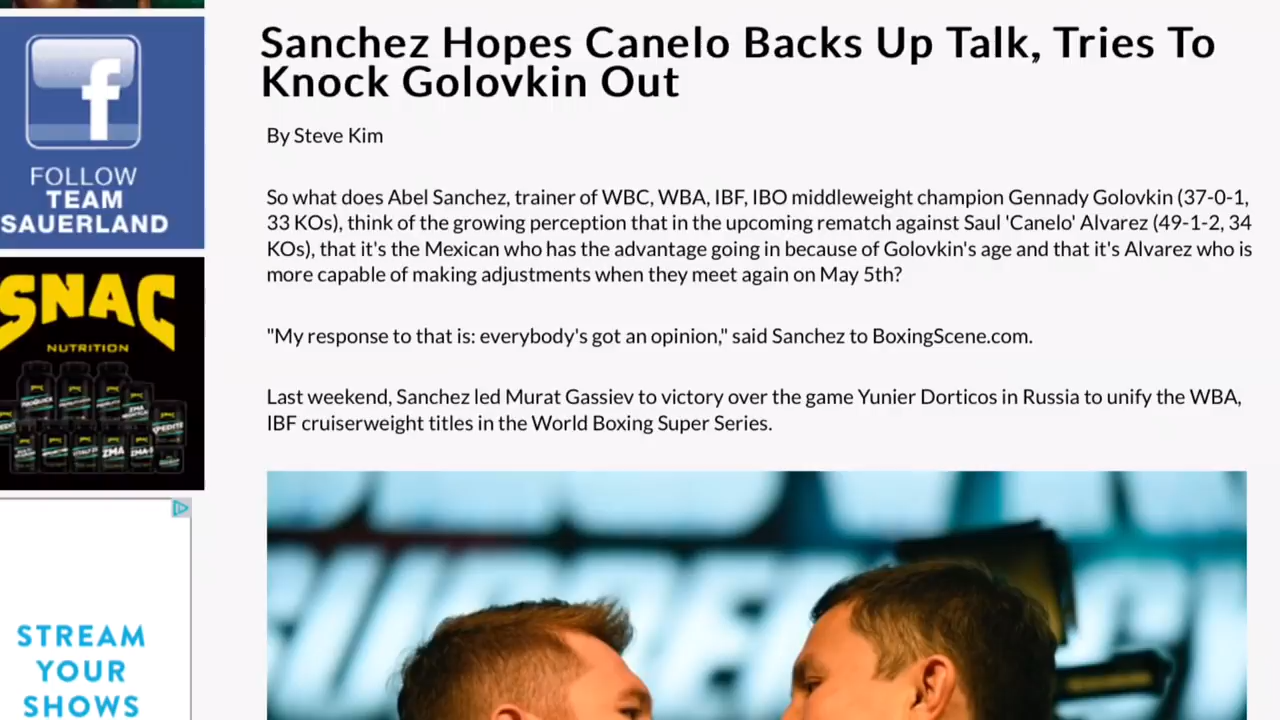 Sanchez Hopes Canelo Backs Up Talk, Tries To
Knock Golovkin Out
By Steve Kim
So what does Abel Sanchez, trainer of WBC, WBA, IBF, IBO middleweight champion Gennady Golovkin (37-0-1,
33 KOs), think of the growing perception that in the upcoming rematch against Saul 'Canelo' Alvarez (49-1-2, 34
KOs), that it's the Mexican who has the advantage going in because of Golovkin's age and that it's Alvarez who is
more capable of making adjustments when they meet again on May 5th?
"My response to that is: everybody's got an opinion," said Sanchez to BoxingScene.com.
Last weekend, Sanchez led Murat Gassiev to victory over the game Yunier Dorticos in Russia to unify the WBA,
IBF cruiserweight titles in the World Boxing Super Series.
f
FOLLOW
TEAM
SAUERLAND
SNAC
NUTRITION
ZMA
STREAM
YOUR
SHOWS